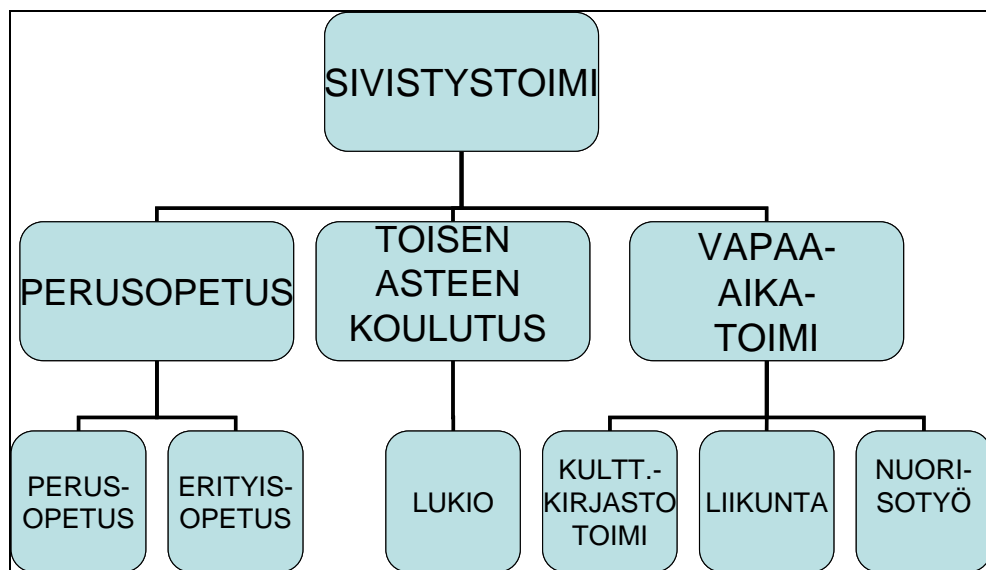 SIVISTYSTOIMI
PERUSOPETUS
TOISEN
ASTEEN
KOULUTUS
VAPAA-
AIKA-
TOIMI
PERUS-
OPETUS
ERITYIS-
OPETUS
LUKIO
KULTT.-
KIRJASTO
TOIMI
LIIKUNTA
NUORI-
SOTYÖ